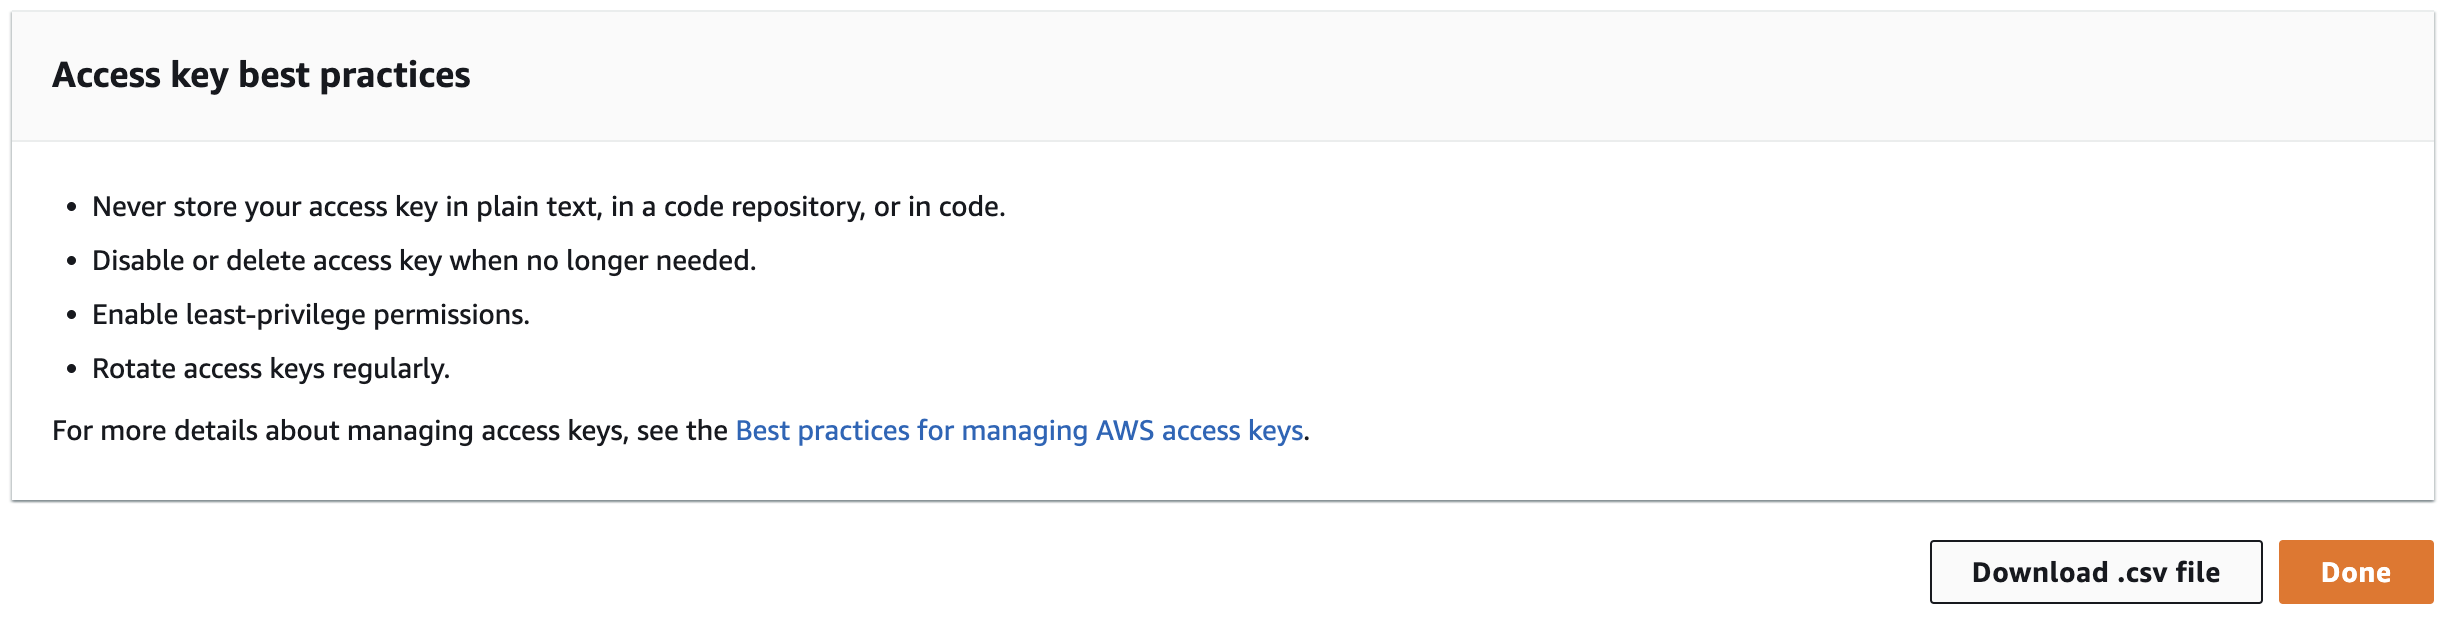 Access key best practices
• Never store your access key in plain text, in a code repository, or in code.
• Disable or delete access key when no longer needed.
• Enable least-privilege permissions.
• Rotate access keys regularly.
For more details about managing access keys, see the Best practices for managing AWS access keys.
Download .csv file
Done